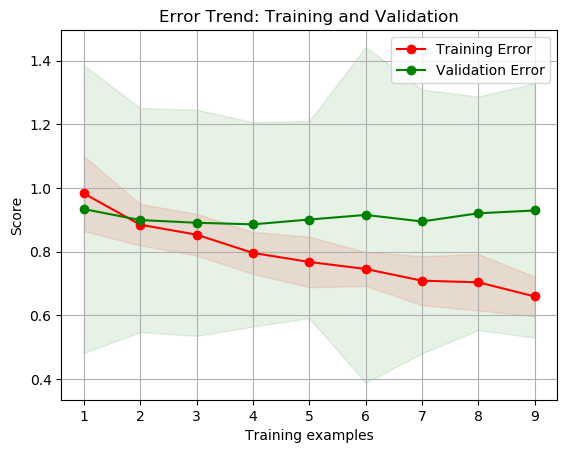 Error Trend: Training and Validation
Training Error
Validation Error
Score
1.4
1.2
1.0
0.8
0.6
0.4
1 2 3 4 5 6 7 8 9
Training examples